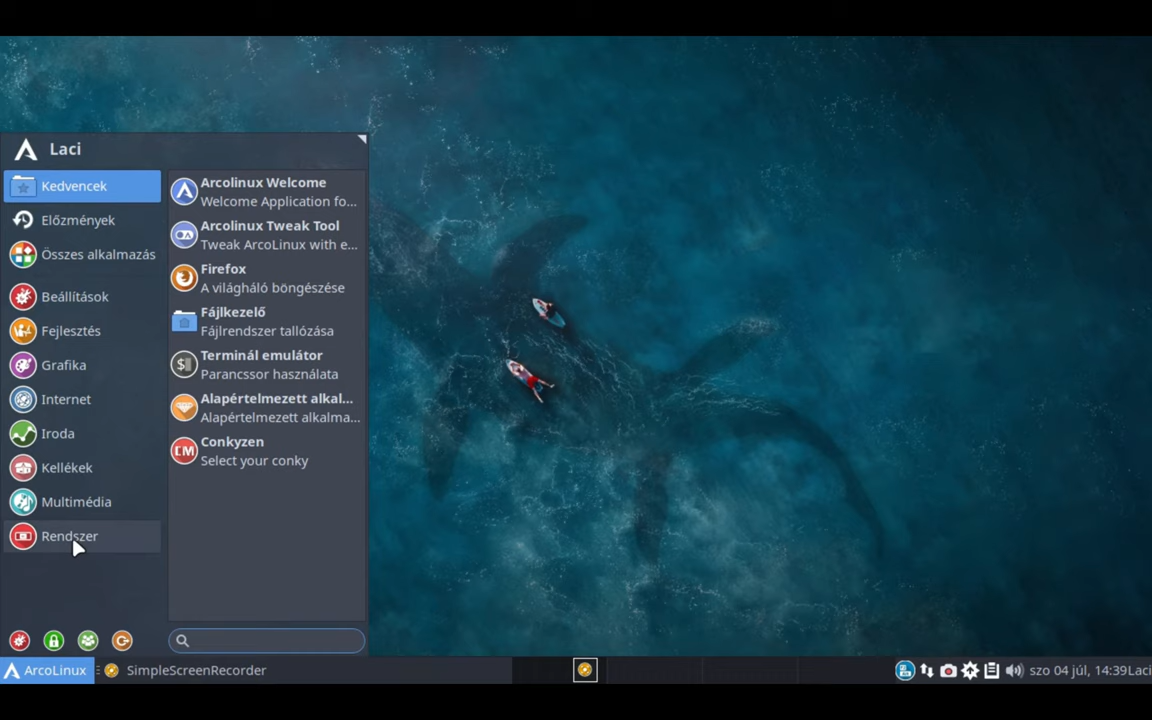 Laci
Kedvencek
Előzmények
Összes alkalmazás
Beállítások
Fejlesztés
Grafika
Internet
Iroda
Kellékek
Multimédia
Rendszer
Arcolinux Welcome
Welcome Application fo...
Arcolinux Tweak Tool
Tweak ArcoLinux with e...
Firefox
A világháló böngészése
Fájlkezelő
Fájlrendszer tallózása
Terminál emulátor
Parancssor használata
Alapértelmezett alkal...
Alapértelmezett alkalma...
Conkyzen
Select your conky
ArcoLinux
SimpleScreenRecorder
szo 04 júl, 14:39Laci